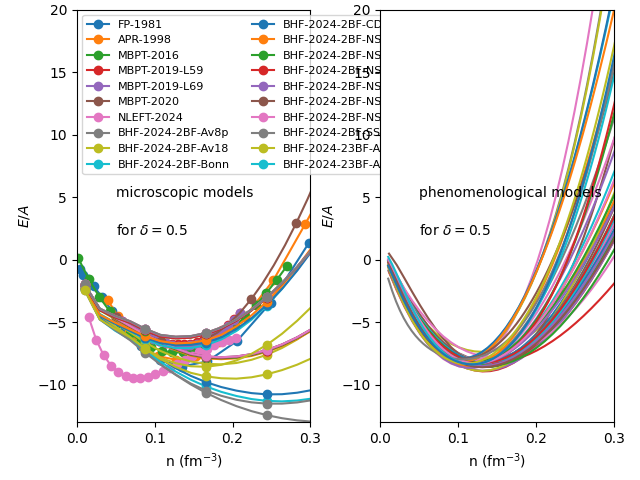 20
15
10
5
0
−5
−10
E/A
FP-1981
APR-1998
MBPT-2016
MBPT-2019-L59
MBPT-2019-L69
MBPT-2020
NLEFT-2024
BHF-2024-2BF-Av8p
BHF-2024-2BF-Av18
BHF-2024-2BF-Bonn
BHF-2024-2BF-CD
BHF-2024-2BF-NS
BHF-2024-2BF-NS
BHF-2024-2BF-NS
BHF-2024-2BF-NS
BHF-2024-2BF-NS
BHF-2024-2BF-NS
BHF-2024-2BF-SS
BHF-2024-23BF-A
BHF-2024-23BF-A
microscopic models
for δ = 0.5
0.0 0.1 0.2 0.3
n (fm⁻³)
20
15
10
5
0
−5
−10
E/A
phenomenological models
for δ = 0.5
0.0 0.1 0.2 0.3
n (fm⁻³)